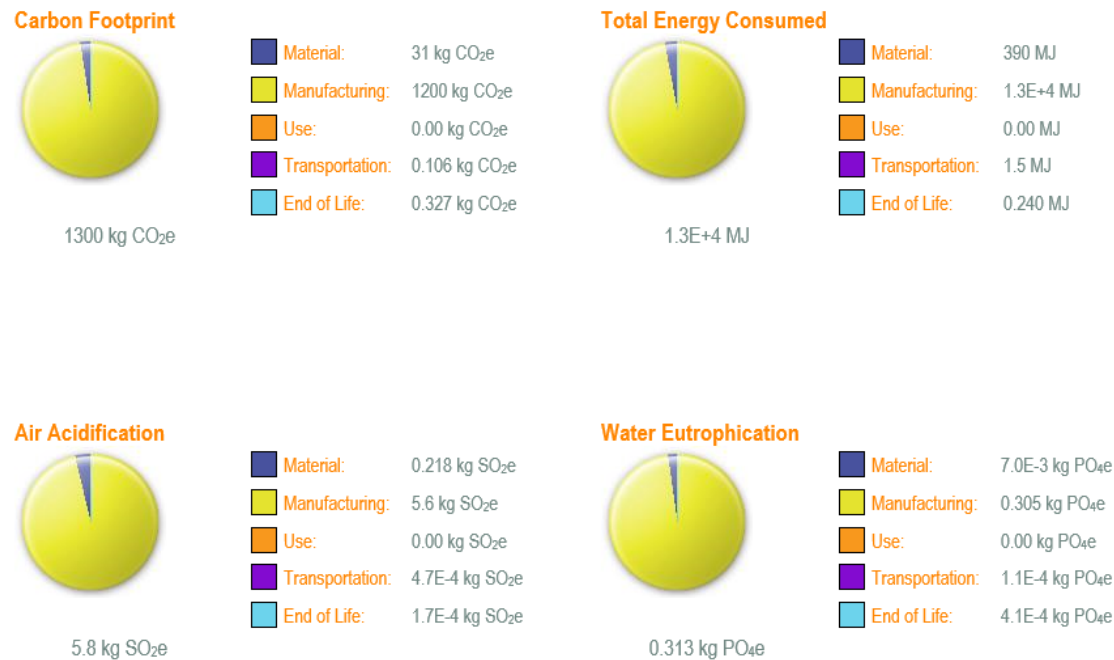 Carbon Footprint
Material: 31 kg CO₂e
Manufacturing: 1200 kg CO₂e
Use: 0.00 kg CO₂e
Transportation: 0.106 kg CO₂e
End of Life: 0.327 kg CO₂e
1300 kg CO₂e
Total Energy Consumed
Material: 390 MJ
Manufacturing: 1.3E+4 MJ
Use: 0.00 MJ
Transportation: 1.5 MJ
End of Life: 0.240 MJ
1.3E+4 MJ
Air Acidification
Material: 0.218 kg SO₂e
Manufacturing: 5.6 kg SO₂e
Use: 0.00 kg SO₂e
Transportation: 4.7E-4 kg SO₂e
End of Life: 1.7E-4 kg SO₂e
5.8 kg SO₂e
Water Eutrophication
Material: 7.0E-3 kg PO₄e
Manufacturing: 0.305 kg PO₄e
Use: 0.00 kg PO₄e
Transportation: 1.1E-4 kg PO₄e
End of Life: 4.1E-4 kg PO₄e
0.313 kg PO₄e